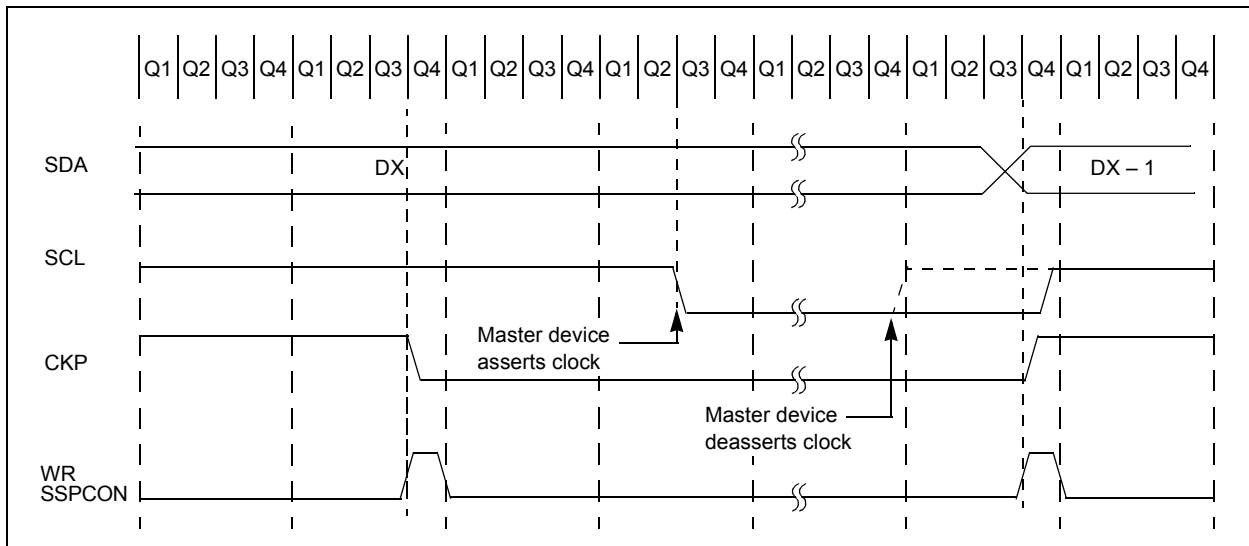 Q1 Q2 Q3 Q4 Q1 Q2 Q3 Q4 Q1 Q2 Q3 Q4 Q1 Q2 Q3 Q4 Q1 Q2 Q3 Q4 Q1 Q2 Q3 Q4 Q1 Q2 Q3 Q4
SDA
DX
DX – 1
SCL
Master device
asserts clock
CKP
Master device
deasserts clock
WR
SSPCON